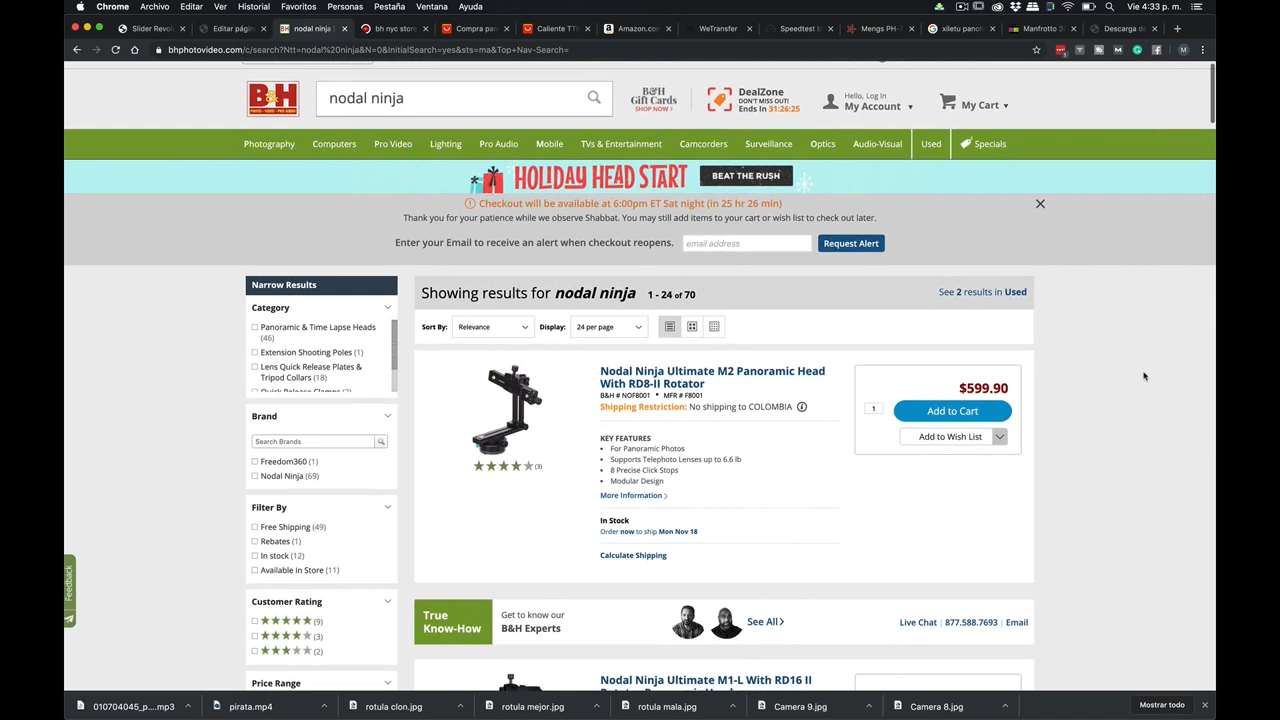 Chrome Archivo Editar Ver Historial Favoritos Personas Pestaña Ventana Ayuda Vie 4:33 p. m.
Slider Revol Editar págin nodal ninj bh nyc store Compra para Caliente TT Amazon.com WeTransfer Speedtest b Mengs PH-7 xiletu panol Manfrotto 3 Descarga de
bhphotovideo.com/c/search?Ntt=nodal%20ninja&N=0&initialSearch=yes&sts=ma&Top+Nav-Search=
B&H
PHOTO · VIDEO · PRO AUDIO
nodal ninja
B&H
Gift Cards
SHOP NOW
DealZone
DON'T MISS OUT!
Ends In 31:26:25
Hello, Log In
My Account
My Cart
Photography Computers Pro Video Lighting Pro Audio Mobile TVs & Entertainment Camcorders Surveillance Optics Audio-Visual Used Specials
HOLIDAY HEAD START BEAT THE RUSH
Checkout will be available at 6:00pm ET Sat night (in 25 hr 26 min)
Thank you for your patience while we observe Shabbat. You may still add items to your cart or wish list to check out later.
Enter your Email to receive an alert when checkout reopens. email address Request Alert
Narrow Results
Category
Panoramic & Time Lapse Heads
(46)
Extension Shooting Poles (1)
Lens Quick Release Plates &
Tripod Collars (18)
Quick Release Clamps (2)
Brand
Search Brands
Freedom360 (1)
Nodal Ninja (69)
Filter By
Free Shipping (49)
Rebates (1)
In stock (12)
Available In Store (11)
Customer Rating
(9)
(3)
(2)
Price Range
Feedback
Showing results for nodal ninja 1 - 24 of 70
See 2 results in Used
Sort By: Relevance Display: 24 per page
Nodal Ninja Ultimate M2 Panoramic Head
With RD8-II Rotator
B&H # NOF8001 • MFR # F8001
Shipping Restriction: No shipping to COLOMBIA
(3)
KEY FEATURES
• For Panoramic Photos
• Supports Telephoto Lenses up to 6.6 lb
• 8 Precise Click Stops
• Modular Design
More Information
In Stock
Order now to ship Mon Nov 18
Calculate Shipping
$599.90
1 Add to Cart
Add to Wish List
True
Know-How
Get to know our
B&H Experts
See All
Live Chat | 877.588.7693 | Email
Nodal Ninja Ultimate M1-L With RD16 II
010704045_p....mp3 pirata.mp4 rotula clon.jpg rotula mejor.jpg rotula mala.jpg Camera 9.jpg Camera 8.jpg Mostrar todo